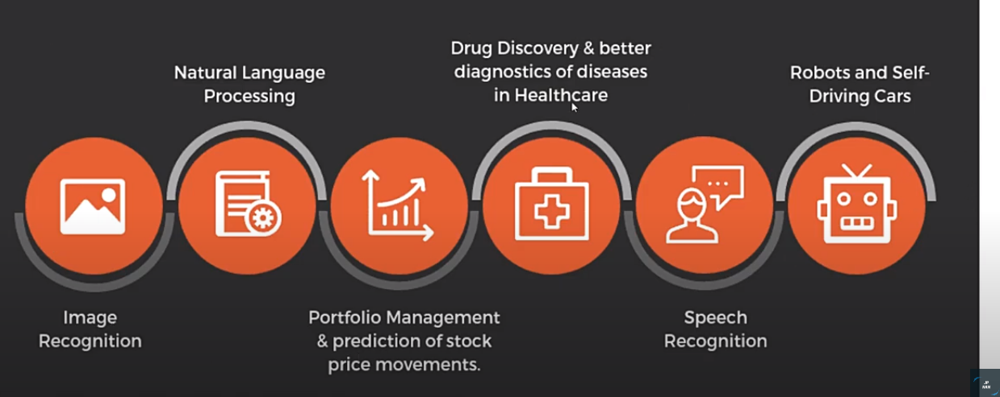 Natural Language
Processing
Drug Discovery & better
diagnostics of diseases
in Healthcare
Robots and Self-
Driving Cars
Image
Recognition
Portfolio Management
& prediction of stock
price movements.
Speech
Recognition